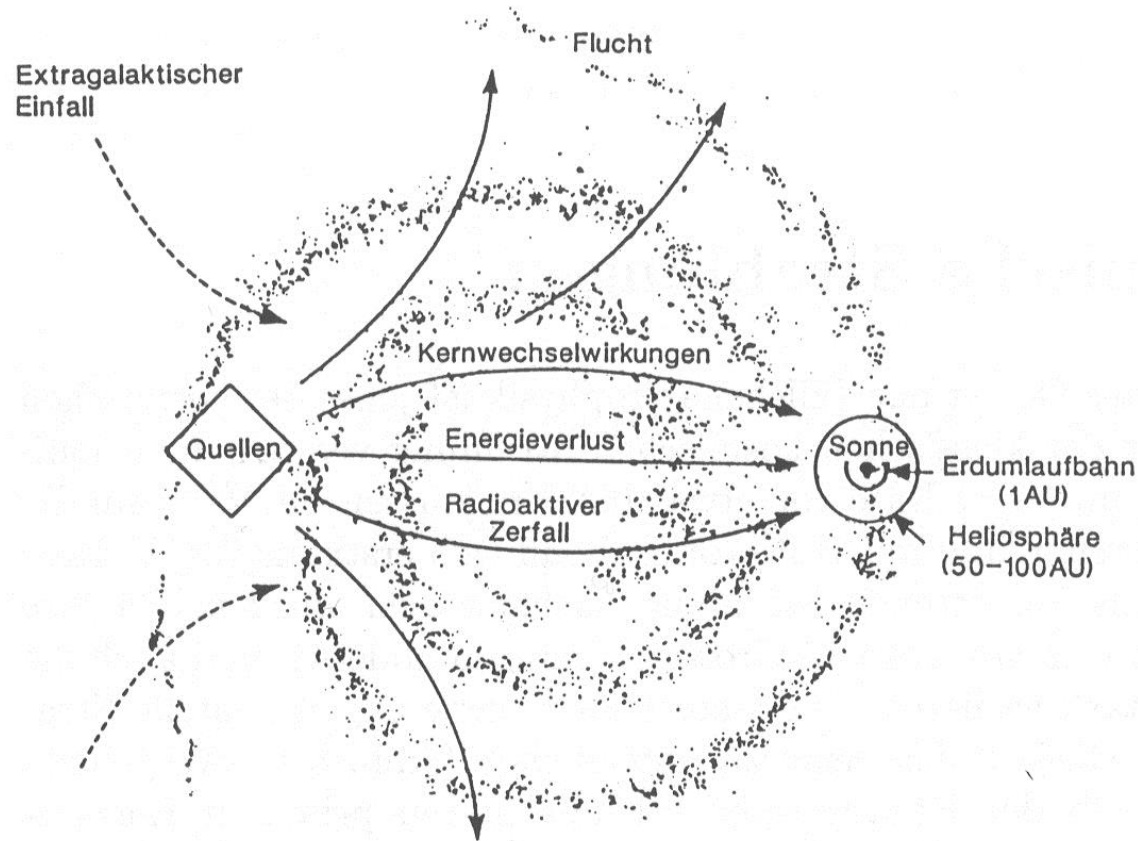 Flucht
Extragalaktischer
Einfall
Kernwechselwirkungen
Quellen
Energieverlust
Sonne
Erdumlaufbahn
(1AU)
Radioaktiver
Zerfall
Heliosphäre
(50–100AU)